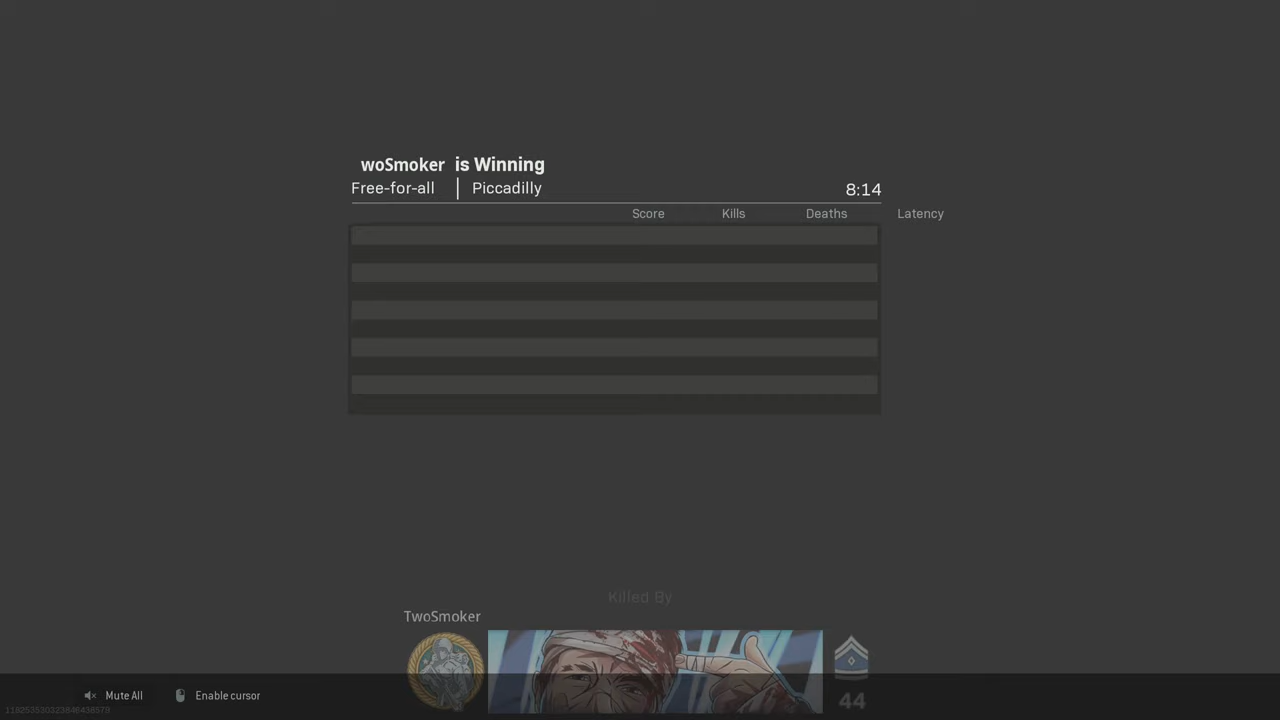 woSmoker is Winning
Free-for-all | Piccadilly 8:14
Score Kills Deaths Latency
Killed By
TwoSmoker
44
Mute All Enable cursor